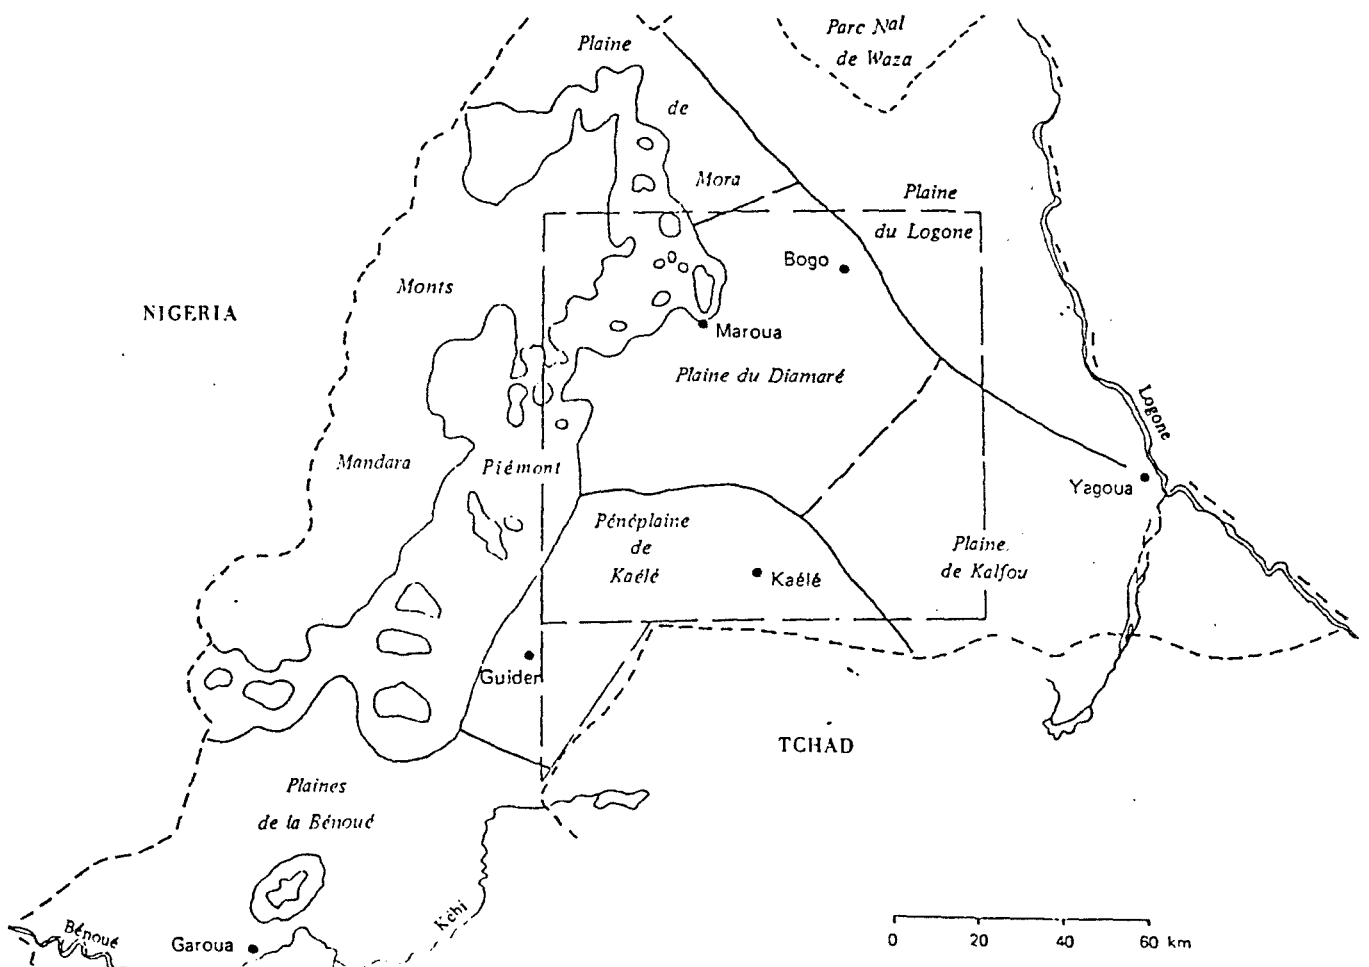 Parc Nal
de Waza
Plaine
de
Mora
Plaine
du Logone
Bogo
Monts
NIGERIA
Maroua
Plaine du Diamaré
Logone
Mandara
Piémont
Yagoua
Pénéplaine
de
Kaélé
Kaélé
Plaine
de Kalfou
Guider
TCHAD
Plaines
de la Bénoué
Kébi
Bénoué
Garoua
0 20 40 60 km